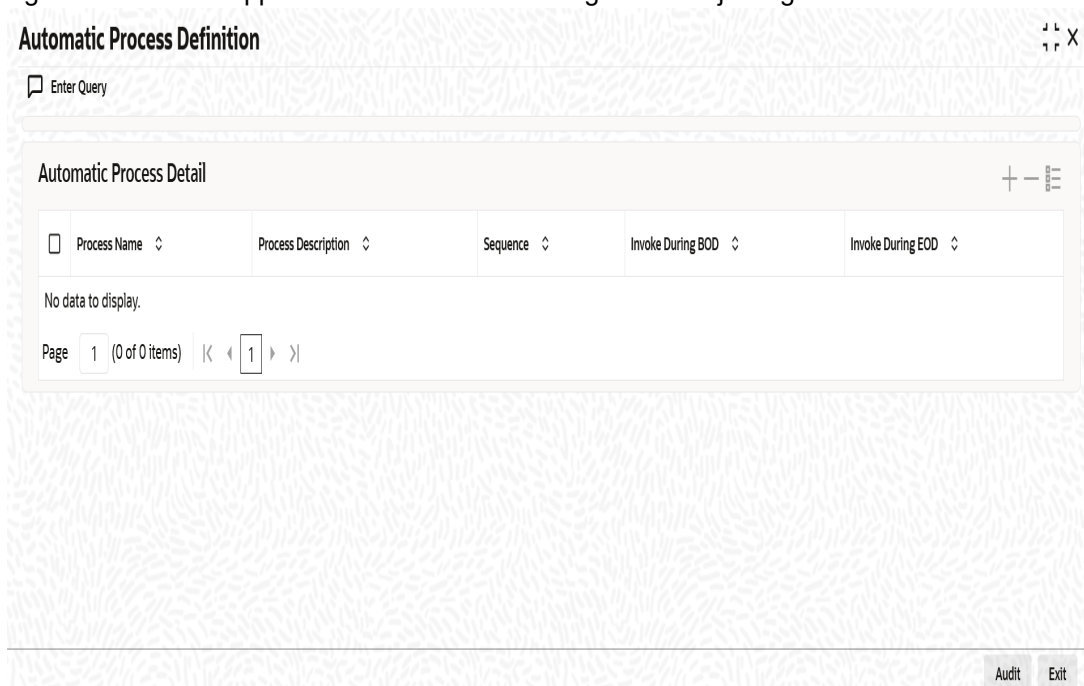 Automatic Process Definition
Enter Query
Automatic Process Detail
Process Name Process Description Sequence Invoke During BOD Invoke During EOD
No data to display.
Page 1 (0 of 0 items) 1
Audit Exit